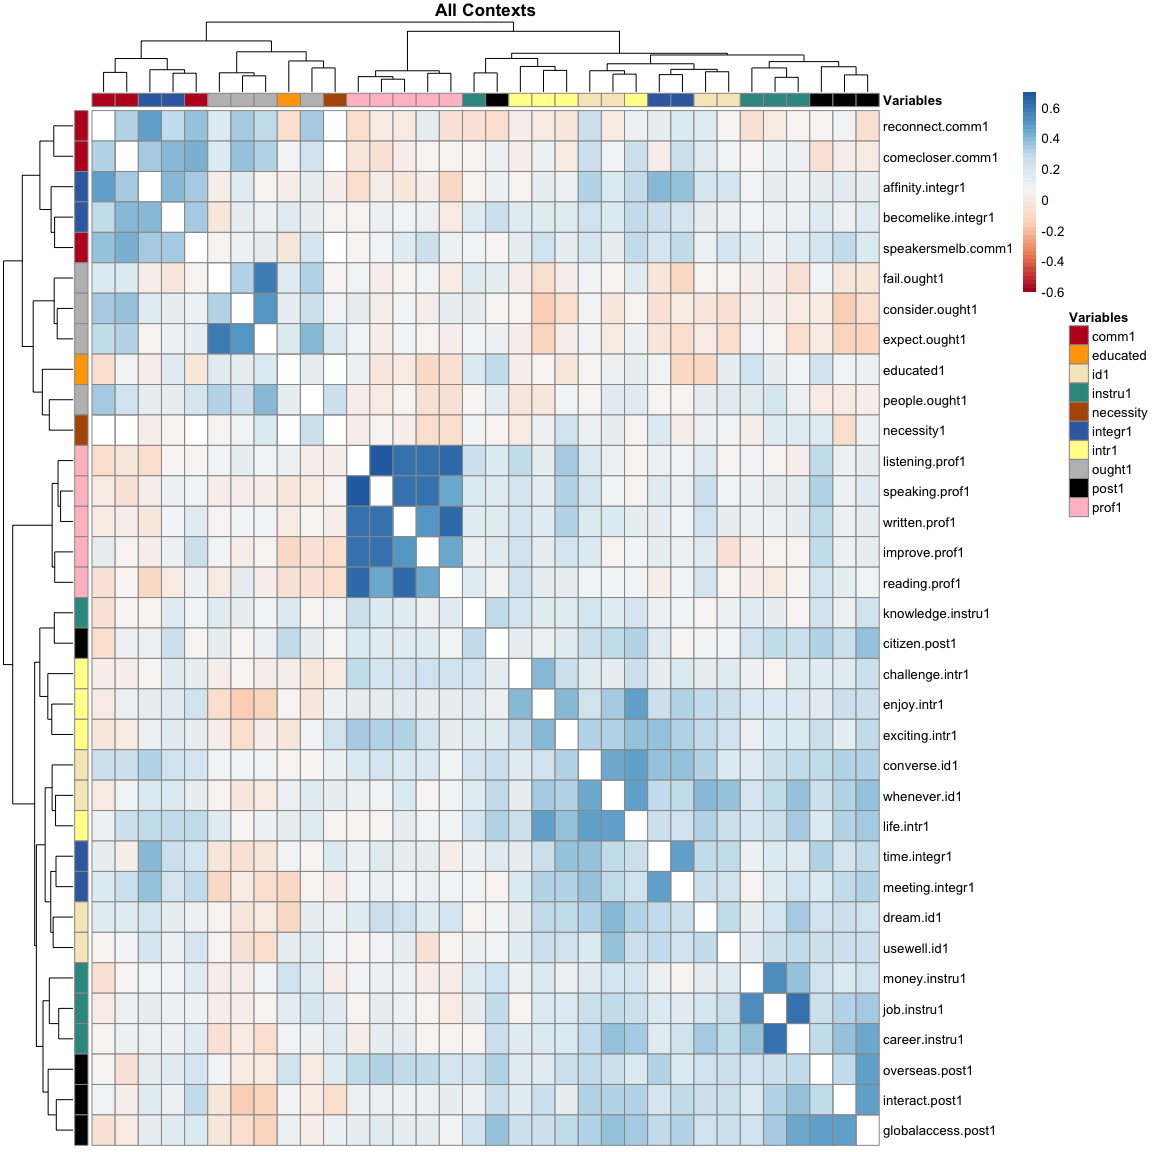 All Contexts
Variables
reconnect.comm1
comecloser.comm1
affinity.integr1
becomelike.integr1
speakersmelb.comm1
fail.ought1
consider.ought1
expect.ought1
educated1
people.ought1
necessity1
listening.prof1
speaking.prof1
written.prof1
improve.prof1
reading.prof1
knowledge.instru1
citizen.post1
challenge.intr1
enjoy.intr1
exciting.intr1
converse.id1
whenever.id1
life.intr1
time.integr1
meeting.integr1
dream.id1
usewell.id1
money.instru1
job.instru1
career.instru1
overseas.post1
interact.post1
globalaccess.post1
0.6
0.4
0.2
0
-0.2
-0.4
-0.6
Variables
comm1
educated
id1
instru1
necessity
integr1
intr1
ought1
post1
prof1